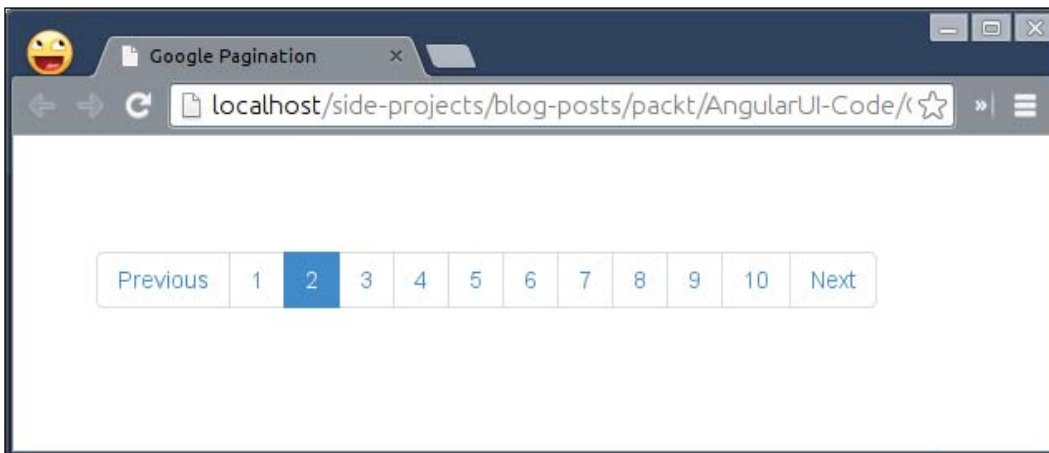 Google Pagination
localhost/side-projects/blog-posts/packt/AngularUI-Code/
Previous 1 2 3 4 5 6 7 8 9 10 Next